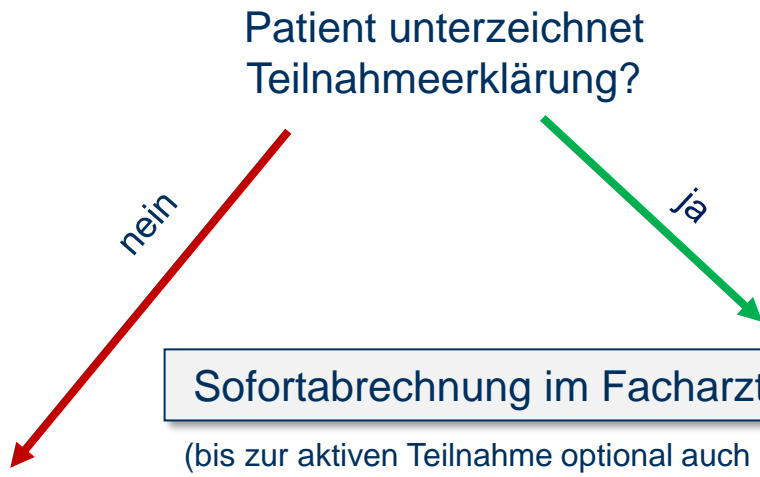 Patient unterzeichnet
Teilnahmeerklärung?
nein
ja
Sofortabrechnung im Facharzt
(bis zur aktiven Teilnahme optional auch